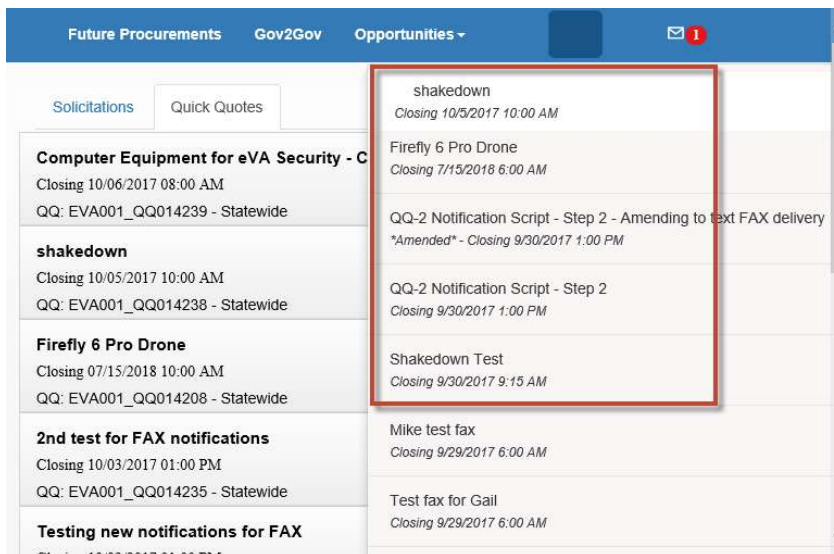 Future Procurements Gov2Gov Opportunities 1
Solicitations Quick Quotes
Computer Equipment for eVA Security - C
Closing 10/06/2017 08:00 AM
QQ: EVA001_QQ014239 - Statewide
shakedown
Closing 10/05/2017 10:00 AM
QQ: EVA001_QQ014238 - Statewide
Firefly 6 Pro Drone
Closing 07/15/2018 10:00 AM
QQ: EVA001_QQ014208 - Statewide
2nd test for FAX notifications
Closing 10/03/2017 01:00 PM
QQ: EVA001_QQ014235 - Statewide
Testing new notifications for FAX
shakedown
Closing 10/5/2017 10:00 AM
Firefly 6 Pro Drone
Closing 7/15/2018 6:00 AM
QQ-2 Notification Script - Step 2 - Amending to text FAX delivery
*Amended* - Closing 9/30/2017 1:00 PM
QQ-2 Notification Script - Step 2
Closing 9/30/2017 1:00 PM
Shakedown Test
Closing 9/30/2017 9:15 AM
Mike test fax
Closing 9/29/2017 6:00 AM
Test fax for Gail
Closing 9/29/2017 6:00 AM